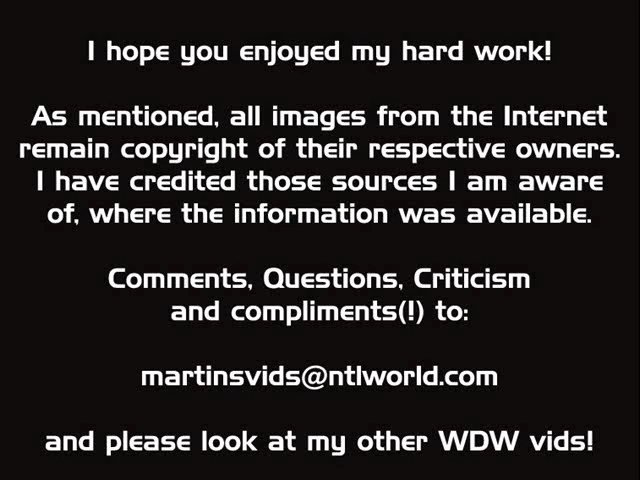 I hope you enjoyed my hard work!
As mentioned, all images from the Internet
remain copyright of their respective owners.
I have credited those sources I am aware
of, where the information was available.
Comments, Questions, Criticism
and compliments(!) to:
martinsvids@ntlworld.com
and please look at my other WDW vids!